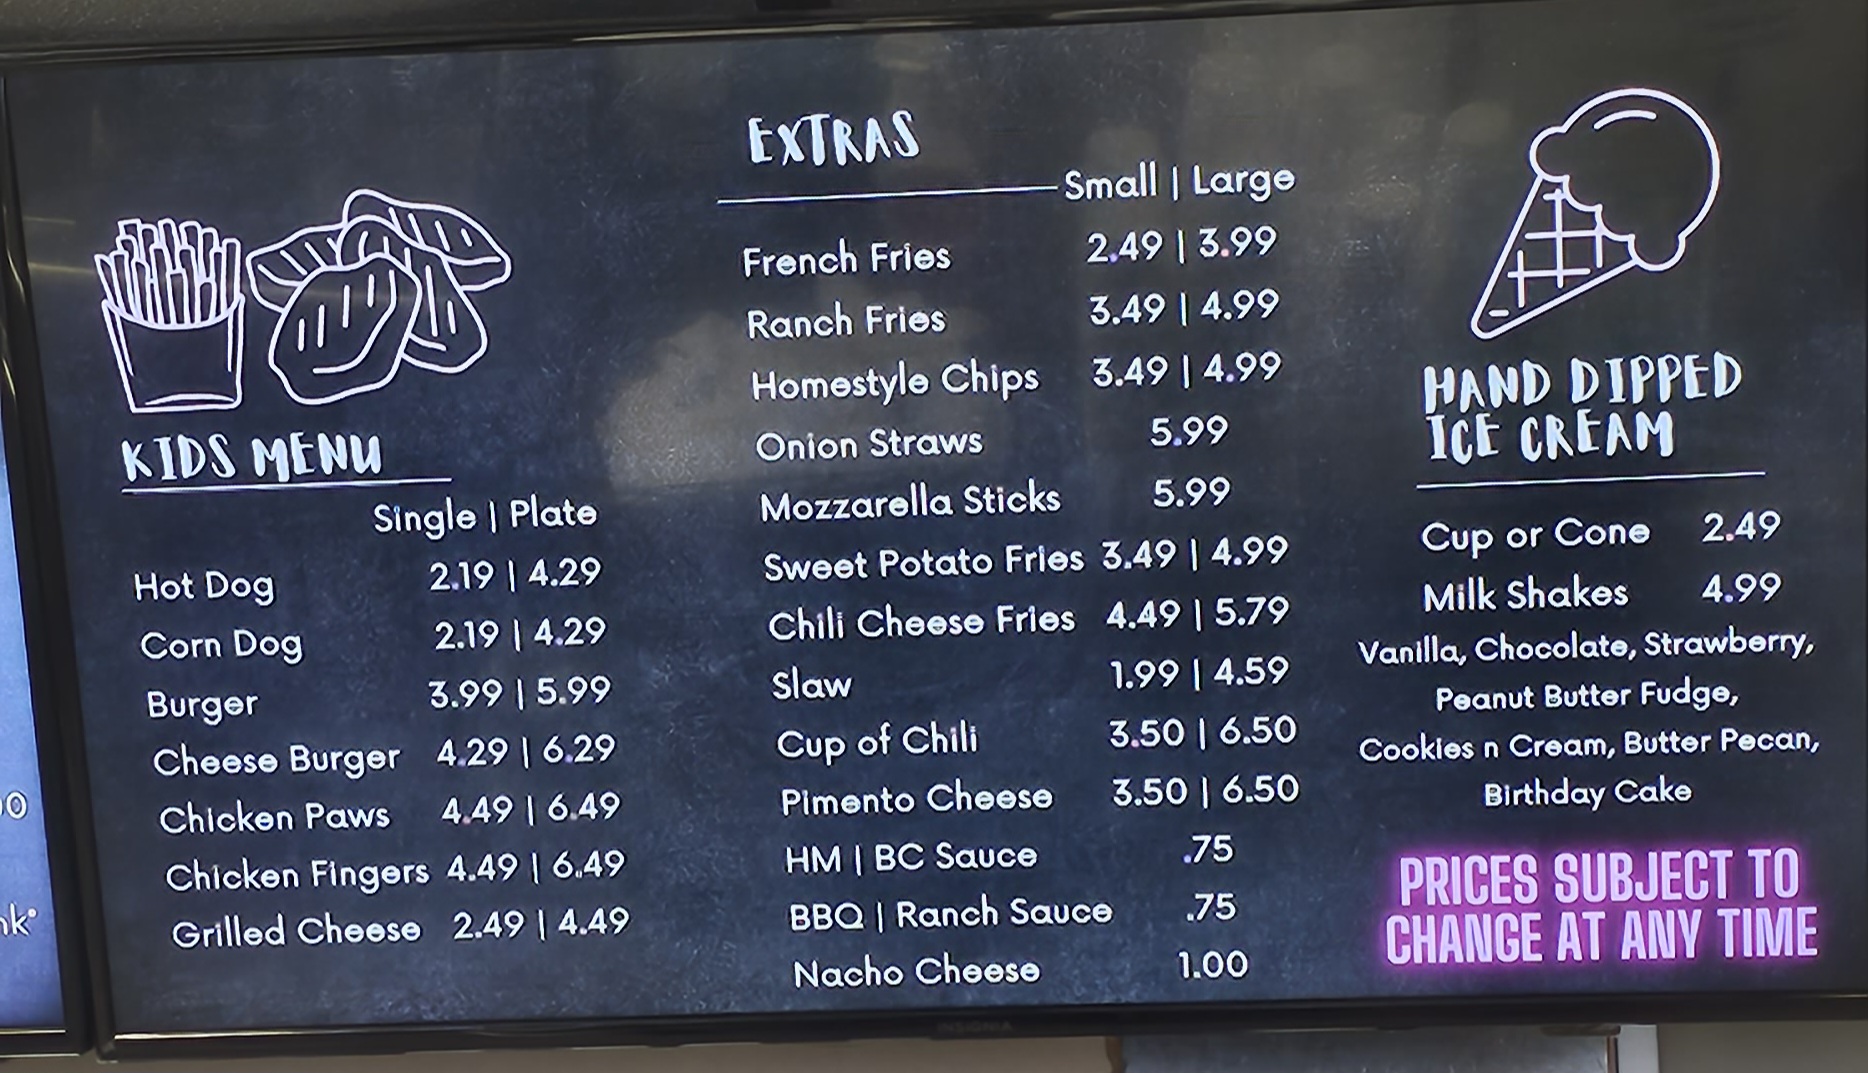 KIDS MENU
Single | Plate
Hot Dog 2.19 | 4.29
Corn Dog 2.19 | 4.29
Burger 3.99 | 5.99
Cheese Burger 4.29 | 6.29
Chicken Paws 4.49 | 6.49
Chicken Fingers 4.49 | 6.49
Grilled Cheese 2.49 | 4.49
EXTRAS
Small | Large
French Fries 2.49 | 3.99
Ranch Fries 3.49 | 4.99
Homestyle Chips 3.49 | 4.99
Onion Straws 5.99
Mozzarella Sticks 5.99
Sweet Potato Fries 3.49 | 4.99
Chili Cheese Fries 4.49 | 5.79
Slaw 1.99 | 4.59
Cup of Chili 3.50 | 6.50
Pimento Cheese 3.50 | 6.50
HM | BC Sauce .75
BBQ | Ranch Sauce .75
Nacho Cheese 1.00
HAND DIPPED
ICE CREAM
Cup or Cone 2.49
Milk Shakes 4.99
Vanilla, Chocolate, Strawberry,
Peanut Butter Fudge,
Cookies n Cream, Butter Pecan,
Birthday Cake
PRICES SUBJECT TO
CHANGE AT ANY TIME
INSIGNIA